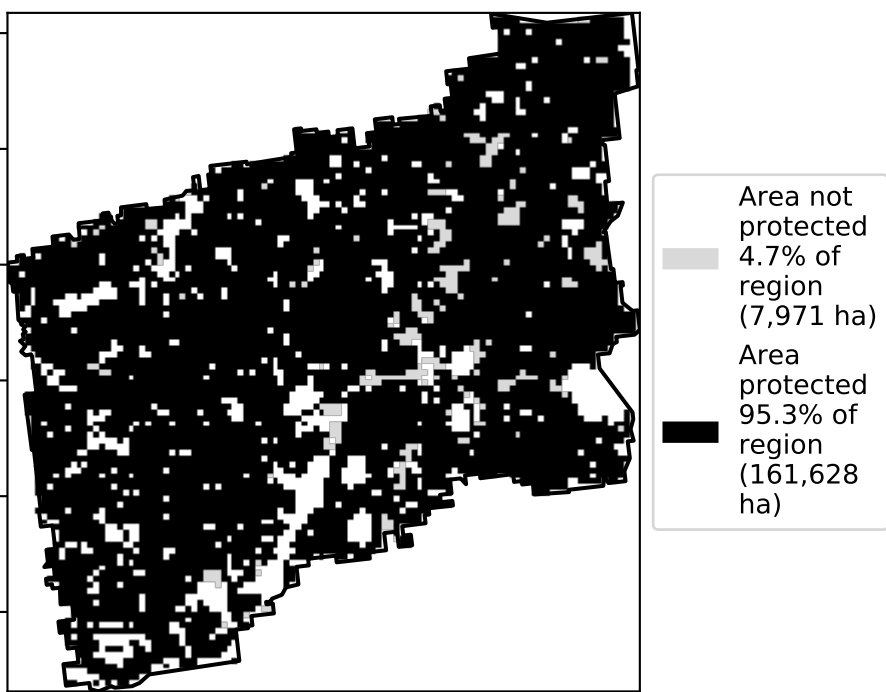 Area not
protected
4.7% of
region
(7,971 ha)
Area
protected
95.3% of
region
(161,628
ha)